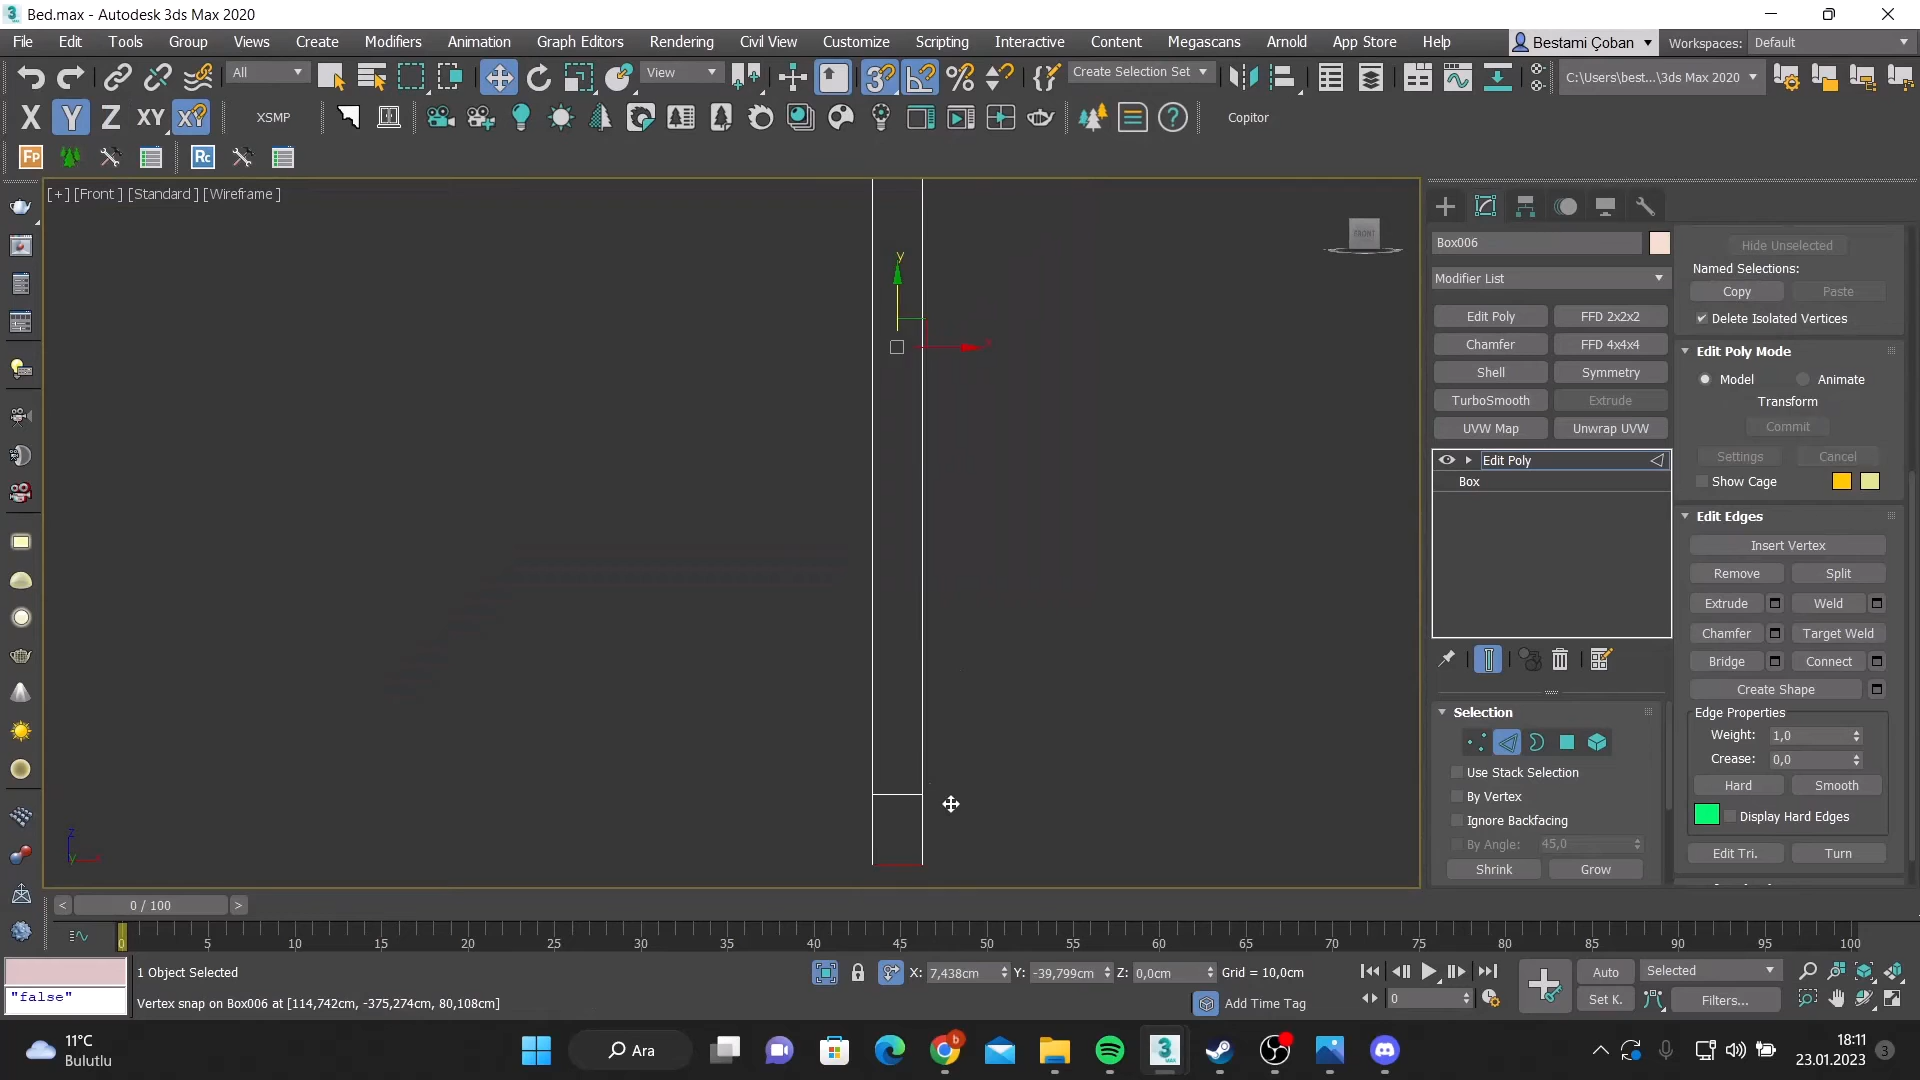 Bed.max - Autodesk 3ds Max 2020
File Edit Tools Group Views Create Modifiers Animation Graph Editors Rendering Civil View Customize Scripting Interactive Content Megascans Arnold App Store Help Bestami Çoban Workspaces: Default
All View Create Selection Set C:\Users\best...\3ds Max 2020
X Y Z XY XY XSMP Copitor
Fp Rc
[+] [Front ] [Standard ] [Wireframe ]
FRONT
y
x
z
y
Box006
Modifier List
Edit Poly FFD 2x2x2
Chamfer FFD 4x4x4
Shell Symmetry
TurboSmooth Extrude
UVW Map Unwrap UVW
Edit Poly
Box
Selection
Use Stack Selection
By Vertex
Ignore Backfacing
By Angle: 45,0
Shrink Grow
Hide Unselected
Named Selections:
Copy Paste
Delete Isolated Vertices
Edit Poly Mode
Model Animate
Transform
Commit
Settings Cancel
Show Cage
Edit Edges
Insert Vertex
Remove Split
Extrude Weld
Chamfer Target Weld
Bridge Connect
Create Shape
Edge Properties
Weight: 1,0
Crease: 0,0
Hard Smooth
Display Hard Edges
Edit Tri. Turn
< 0 / 100 >
0 5 10 15 20 25 30 35 40 45 50 55 60 65 70 75 80 85 90 95 100
"false"
1 Object Selected
Vertex snap on Box006 at [114,742cm, -375,274cm, 80,108cm]
X: 7,438cm Y: -39,799cm Z: 0,0cm Grid = 10,0cm
Add Time Tag
0
Auto Selected
Set K. Filters...
11°C
Bulutlu
Ara
18:11
23.01.2023
3